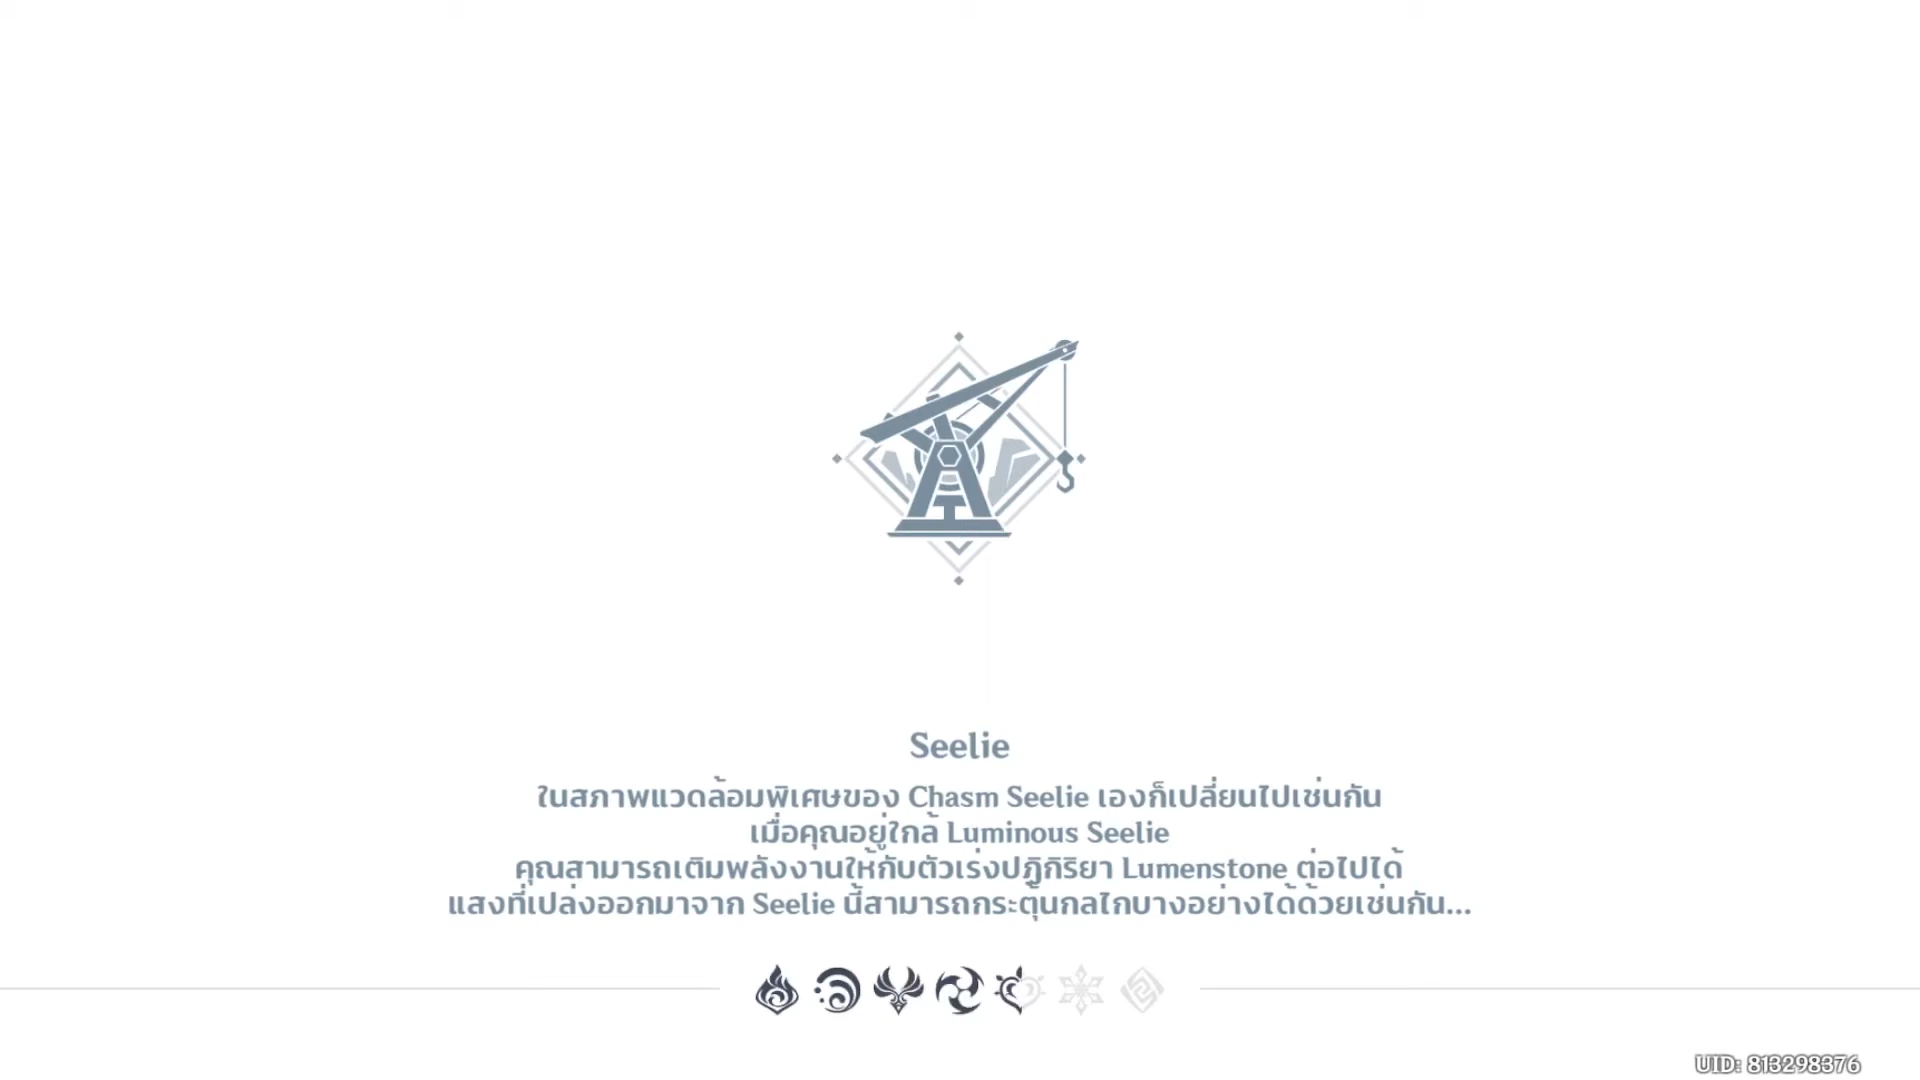 Seelie
ในสภาพแวดล้อมพิเศษของ Chasm Seelie เองก็เปลี่ยนไปเช่นกัน
เมื่อคุณอยู่ใกล้ Luminous Seelie
คุณสามารถเติมพลังงานให้กับตัวเร่งปฏิกิริยา Lumenstone ต่อไปได้
แสงที่เปล่งออกมาจาก Seelie นี้สามารถกระตุ้นกลไกบางอย่างได้ด้วยเช่นกัน...
UID: 813298376